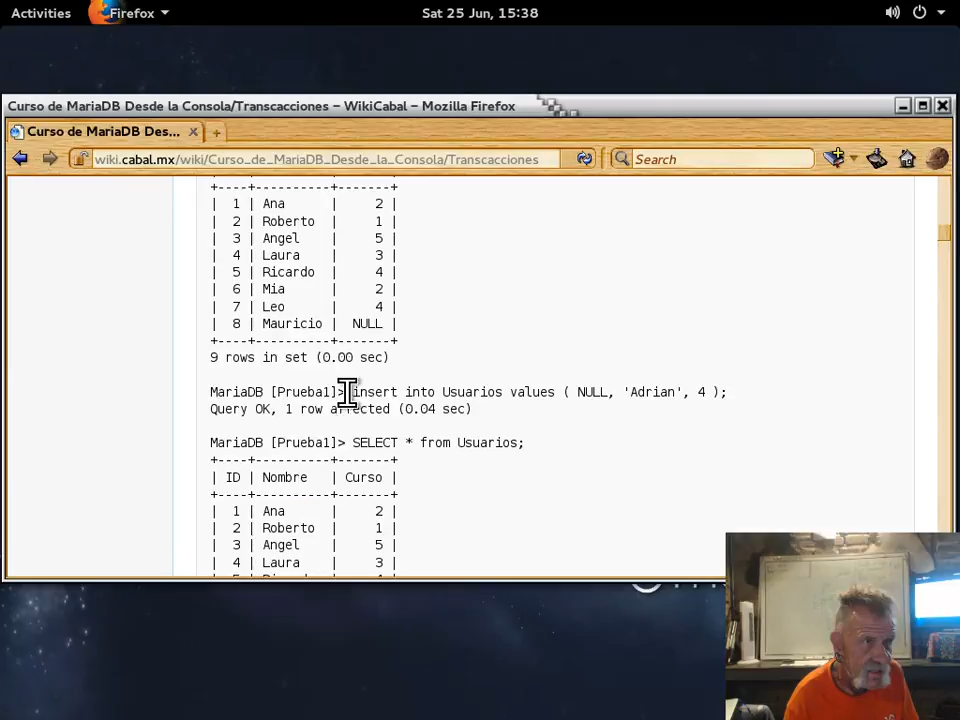 Activities Firefox Sat 25 Jun, 15:38
Curso de MariaDB Desde la Consola/Transcacciones – WikiCabal – Mozilla Firefox
Curso de MariaDB Des... × +
wiki.cabal.mx/wiki/Curso_de_MariaDB_Desde_la_Consola/Transcacciones Search
+----+----------+-------+
| 1 | Ana | 2 |
| 2 | Roberto | 1 |
| 3 | Angel | 5 |
| 4 | Laura | 3 |
| 5 | Ricardo | 4 |
| 6 | Mia | 2 |
| 7 | Leo | 4 |
| 8 | Mauricio | NULL |
+----+----------+-------+
9 rows in set (0.00 sec)
MariaDB [Prueba1]> insert into Usuarios values ( NULL, 'Adrian', 4 );
Query OK, 1 row affected (0.04 sec)
MariaDB [Prueba1]> SELECT * from Usuarios;
+----+----------+-------+
| ID | Nombre | Curso |
+----+----------+-------+
| 1 | Ana | 2 |
| 2 | Roberto | 1 |
| 3 | Angel | 5 |
| 4 | Laura | 3 |